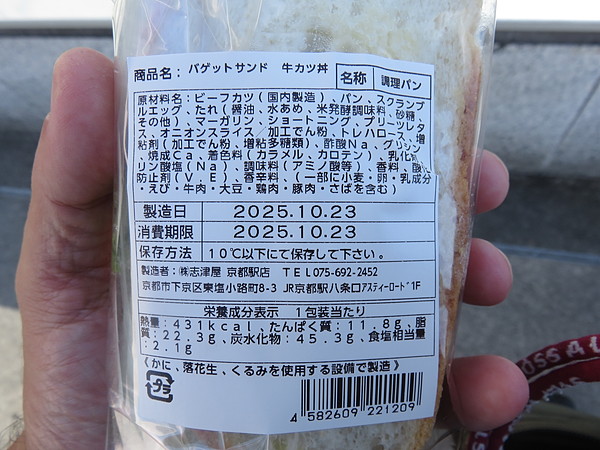 商品名: バゲットサンド 牛カツ丼 名称 調理パン
原材料名:ビーフカツ(国内製造)、パン、スクランブ
ルエッグ、たれ(醤油、水あめ、米発酵調味料、砂糖、
その他)、マーガリン、ショートニング、プリーツレタ
ス、オニオンスライス/加工でん粉、トレハロース、増
粘剤(加工でん粉、増粘多糖類)、酢酸Na、グリシン
、焼成Ca、着色料(カラメル、カロテン)、乳化剤、
リン酸塩(Na)、調味料(アミノ酸等)、香料、酸化
防止剤(V.E)、香辛料、(一部に小麦・卵・乳成分
・えび・牛肉・大豆・鶏肉・豚肉・さばを含む)
製造日 2025.10.23
消費期限 2025.10.23
保存方法 10℃以下にて保存して下さい。
製造者:㈱志津屋 京都駅店 TEL075-692-2452
京都市下京区東塩小路町8-3 JR京都駅八条口アスティーロード1F
栄養成分表示 1包装当たり
熱量:431kcal、たんぱく質:11.8g、脂
質:22.3g、炭水化物:45.3g、食塩相当量
:2.1g
《かに、落花生、くるみを使用する設備で製造》
プラ
4 582609 221209